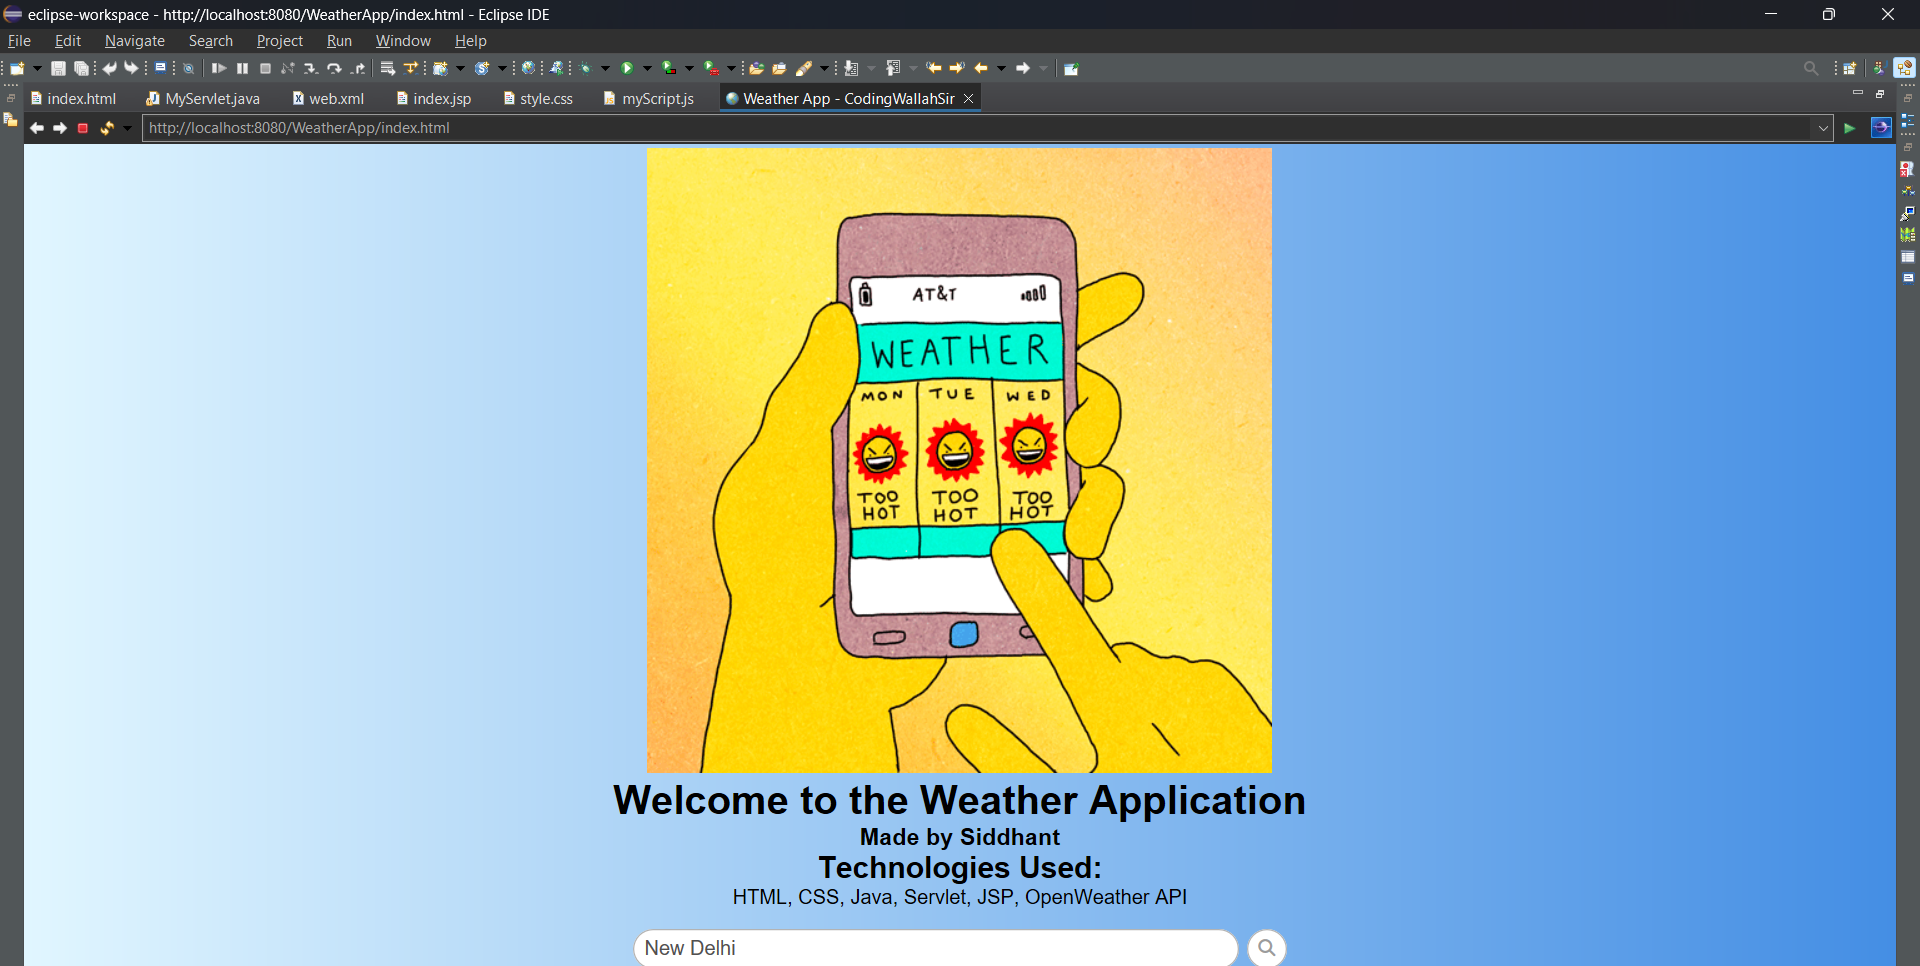 eclipse-workspace - http://localhost:8080/WeatherApp/index.html - Eclipse IDE
File Edit Navigate Search Project Run Window Help
index.html MyServlet.java web.xml index.jsp style.css myScript.js Weather App - CodingWallahSir
http://localhost:8080/WeatherApp/index.html
AT&T
WEATHER
MON TUE WED
TOO HOT TOO HOT TOO HOT
Welcome to the Weather Application
Made by Siddhant
Technologies Used:
HTML, CSS, Java, Servlet, JSP, OpenWeather API
New Delhi